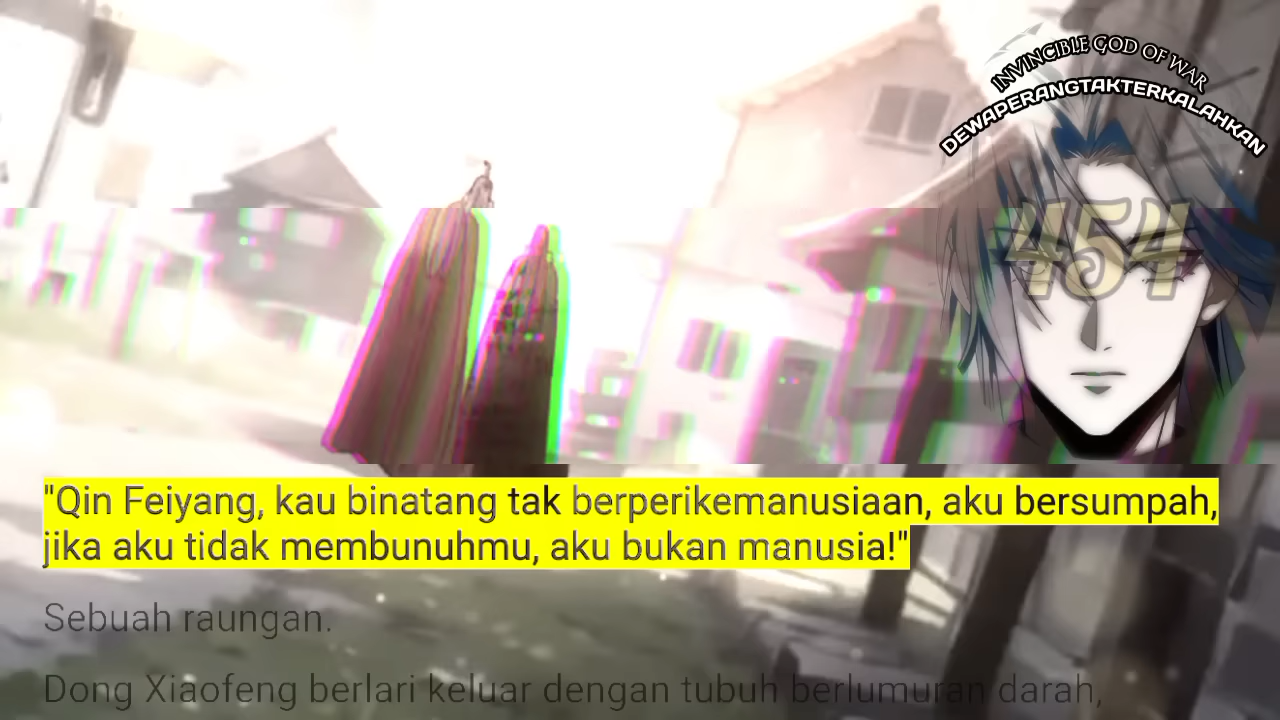 INVINCIBLE GOD OF WAR
DEWAPERANGTAKTERKALAHKAN
454
"Qin Feiyang, kau binatang tak berperikemanusiaan, aku bersumpah,
jika aku tidak membunuhmu, aku bukan manusia!"
Sebuah raungan.
Dong Xiaofeng berlari keluar dengan tubuh berlumuran darah,